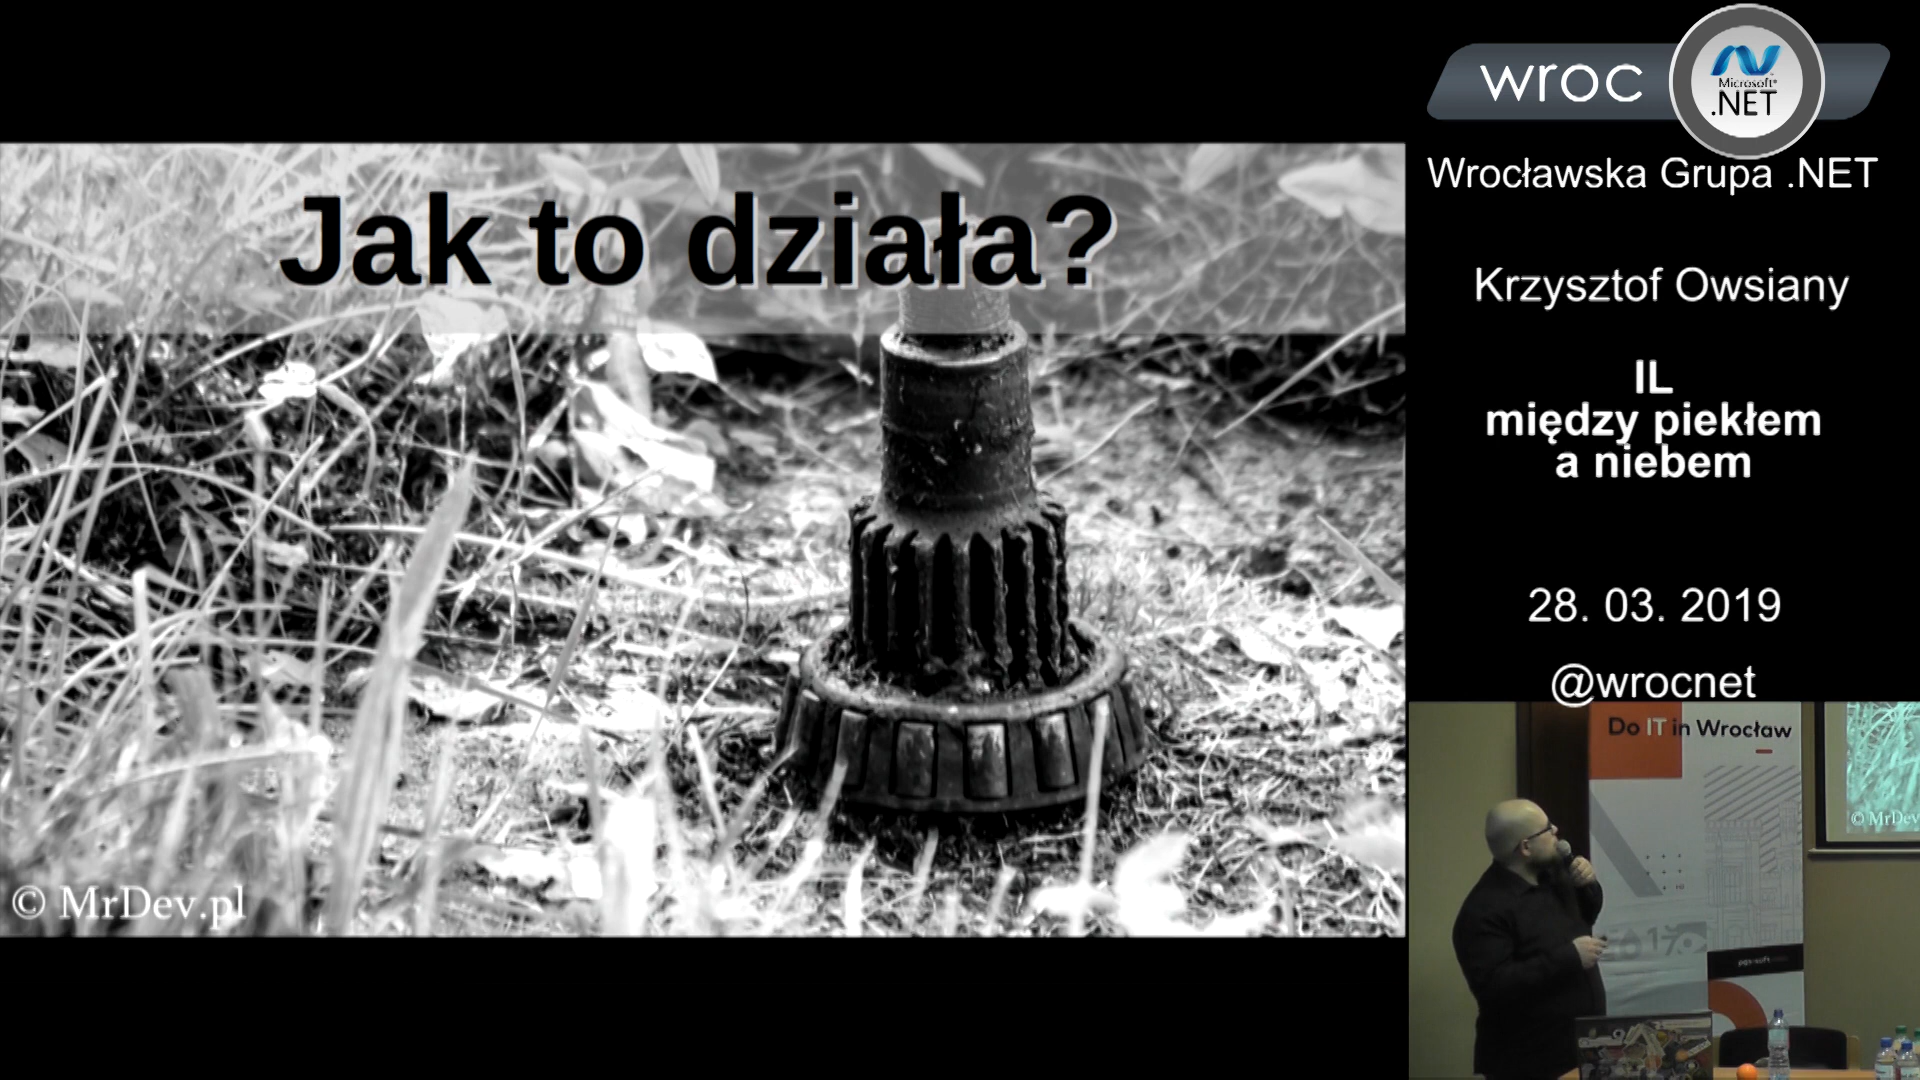 Jak to działa?
© MrDev.pl
wroc
Microsoft®
.NET
Wrocławska Grupa .NET
Krzysztof Owsiany
IL
między piekłem
a niebem
28. 03. 2019
@wrocnet
Do IT in Wrocław
© MrDev